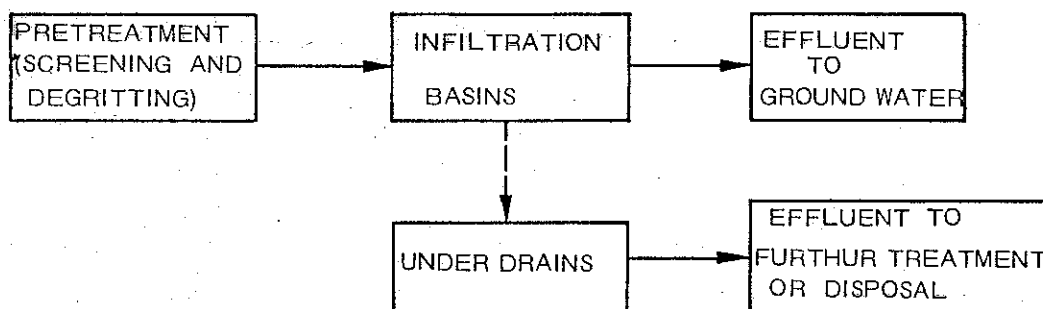 PRETREATMENT
(SCREENING AND
DEGRITTING)
INFILTRATION
BASINS
EFFLUENT
TO
GROUND WATER
UNDER DRAINS
EFFLUENT TO
FURTHUR TREATMENT
OR DISPOSAL